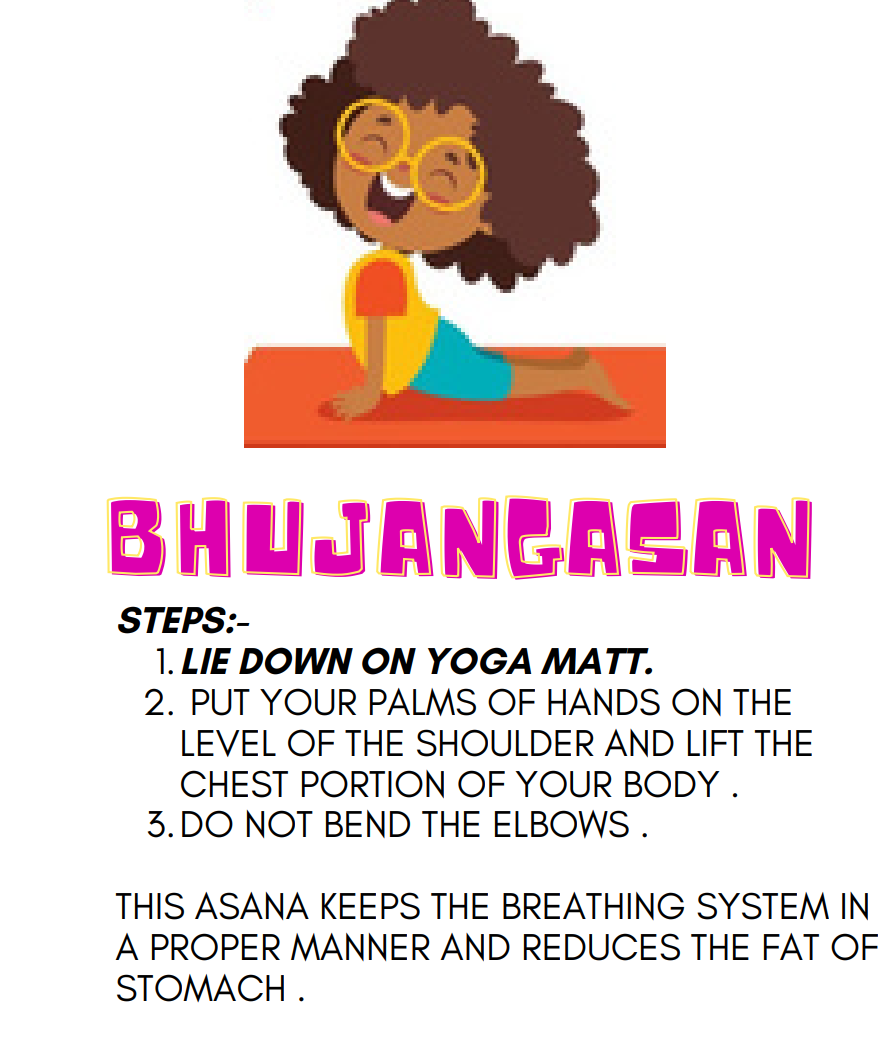 BHUJANGASAN
STEPS:-
1. LIE DOWN ON YOGA MATT.
2. PUT YOUR PALMS OF HANDS ON THE
LEVEL OF THE SHOULDER AND LIFT THE
CHEST PORTION OF YOUR BODY .
3. DO NOT BEND THE ELBOWS .
THIS ASANA KEEPS THE BREATHING SYSTEM IN
A PROPER MANNER AND REDUCES THE FAT OF
STOMACH .